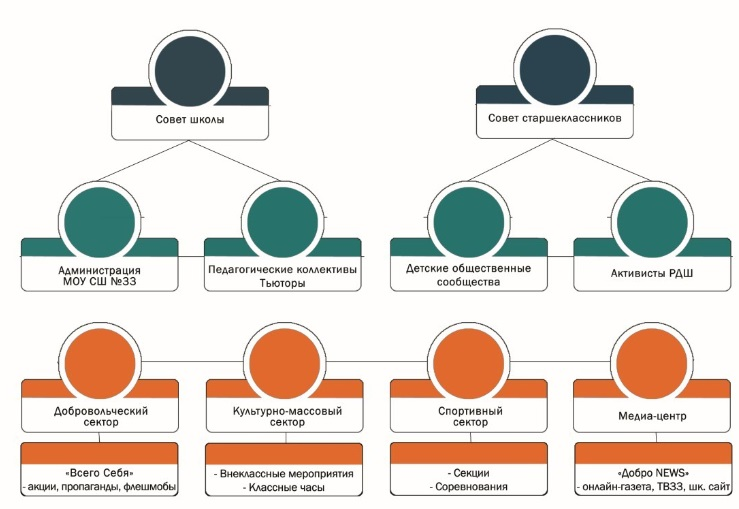 Совет школы
Совет старшеклассников
Администрация
МОУ СШ №33
Педагогические коллективы
Тьюторы
Детские общественные
сообщества
Активисты РДШ
Добровольческий
сектор
Культурно-массовый
сектор
Спортивный
сектор
Медиа-центр
«Всего Себя»
- акции, пропаганды, флешмобы
- Внеклассные мероприятия
- Классные часы
- Секции
- Соревнования
«Добро NEWS»
- онлайн-газета, ТВ33, шк. сайт